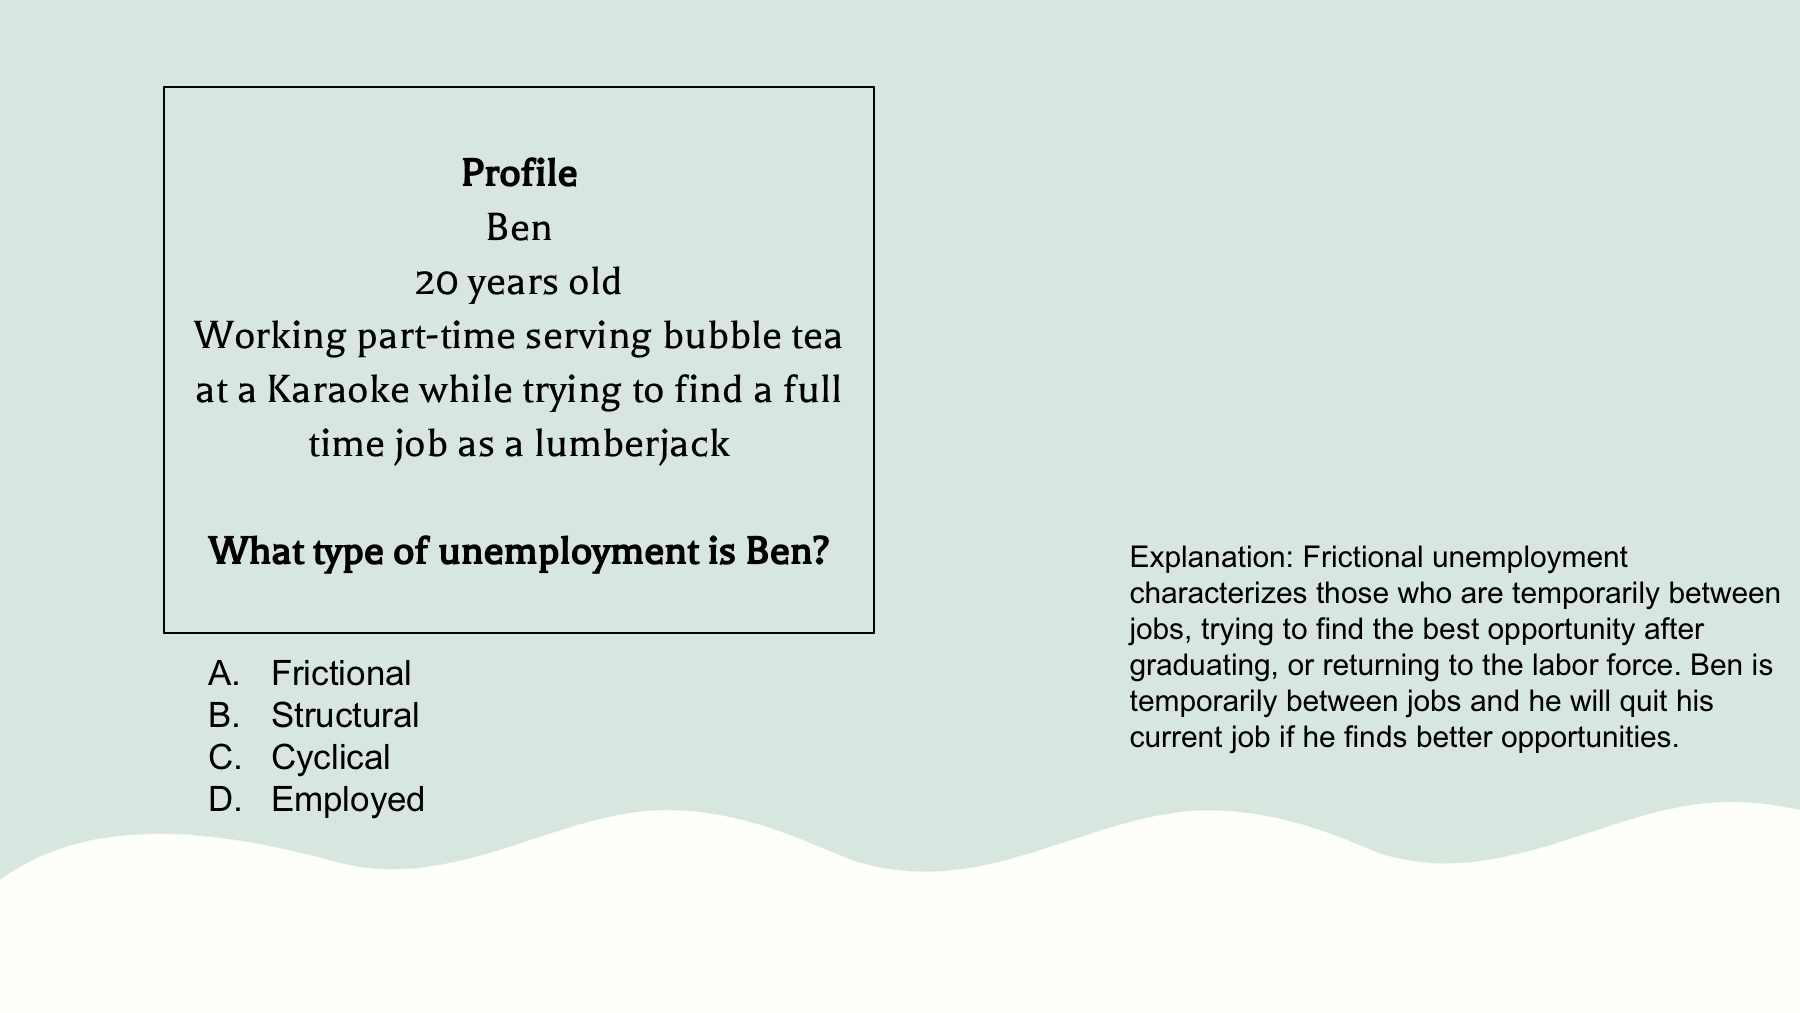 Profile
Ben
20 years old
Working part-time serving bubble tea
at a Karaoke while trying to find a full
time job as a lumberjack
What type of unemployment is Ben?
A. Frictional
B. Structural
C. Cyclical
D. Employed
Explanation: Frictional unemployment
characterizes those who are temporarily between
jobs, trying to find the best opportunity after
graduating, or returning to the labor force. Ben is
temporarily between jobs and he will quit his
current job if he finds better opportunities.